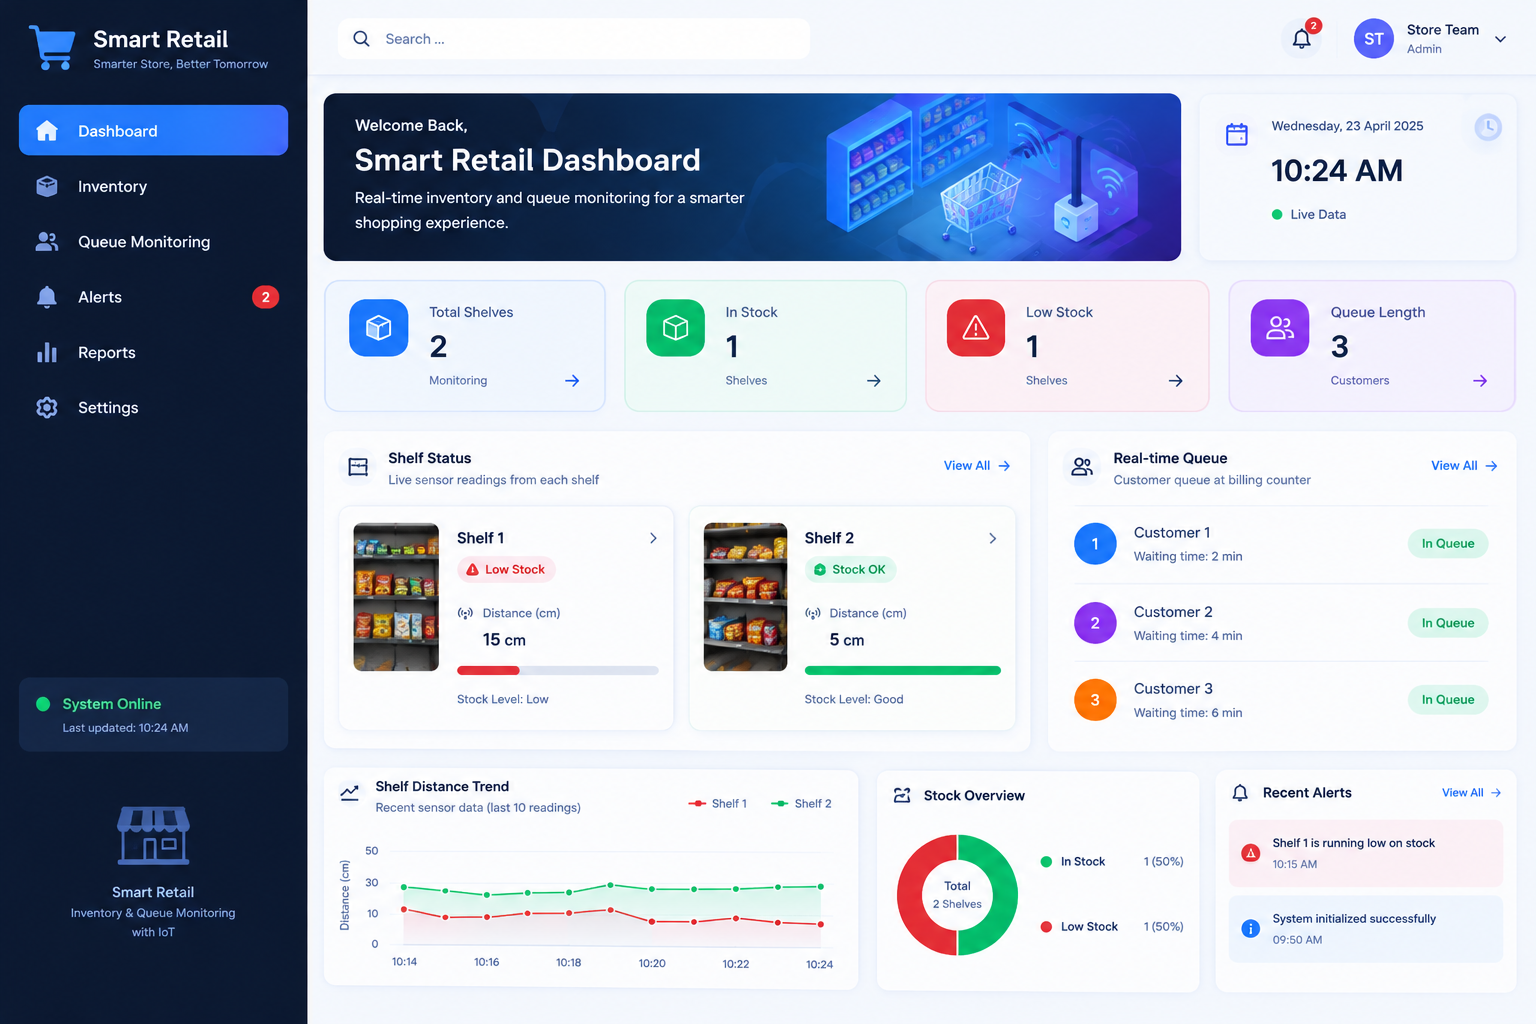 Smart Retail
Smarter Store, Better Tomorrow
Dashboard
Inventory
Queue Monitoring
Alerts
2
Reports
Settings
System Online
Last updated: 10:24 AM
Smart Retail
Inventory & Queue Monitoring
with IoT
Search ...
2
ST
Store Team
Admin
Welcome Back,
Smart Retail Dashboard
Real-time inventory and queue monitoring for a smarter
shopping experience.
Wednesday, 23 April 2025
10:24 AM
Live Data
Total Shelves
2
Monitoring
In Stock
1
Shelves
Low Stock
1
Shelves
Queue Length
3
Customers
Shelf Status
Live sensor readings from each shelf
View All
Shelf 1
Low Stock
Distance (cm)
15 cm
Stock Level: Low
Shelf 2
Stock OK
Distance (cm)
5 cm
Stock Level: Good
Real-time Queue
Customer queue at billing counter
View All
1
Customer 1
Waiting time: 2 min
In Queue
2
Customer 2
Waiting time: 4 min
In Queue
3
Customer 3
Waiting time: 6 min
In Queue
Shelf Distance Trend
Recent sensor data (last 10 readings)
Shelf 1
Shelf 2
Distance (cm)
50
30
10
0
10:14
10:16
10:18
10:20
10:22
10:24
Stock Overview
Total
2 Shelves
In Stock
1 (50%)
Low Stock
1 (50%)
Recent Alerts
View All
Shelf 1 is running low on stock
10:15 AM
System initialized successfully
09:50 AM